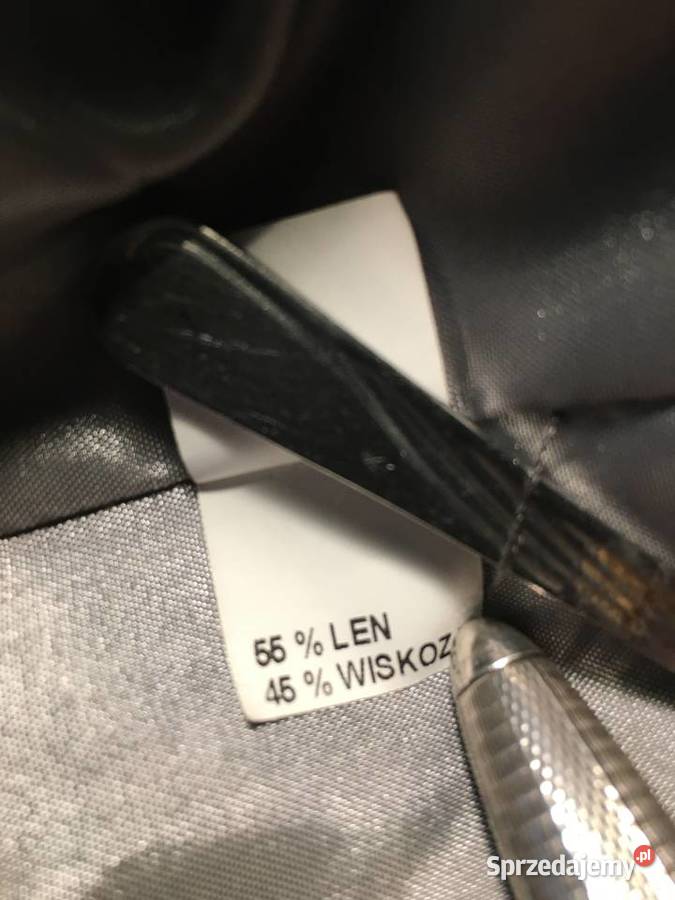 55 % LEN
45 % WISKOZ
Sprzedajemy.pl